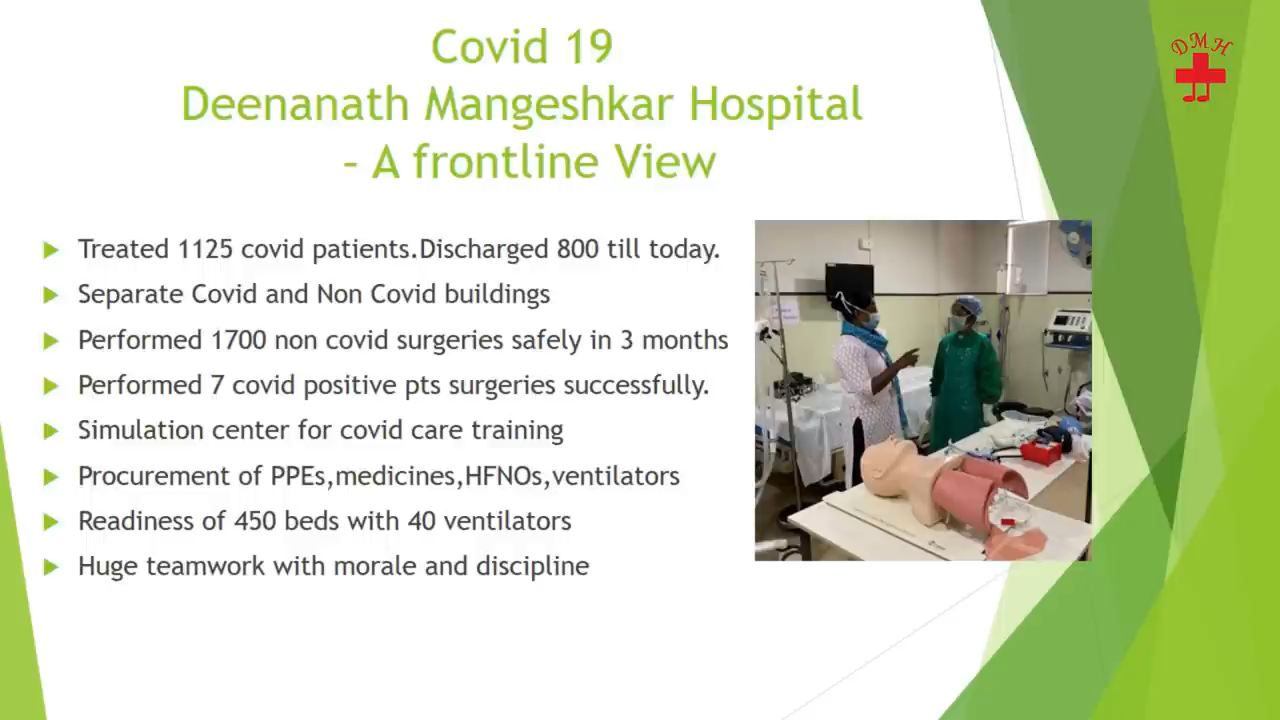 Covid 19
Deenanath Mangeshkar Hospital
– A frontline View
DMH
Treated 1125 covid patients.Discharged 800 till today.
Separate Covid and Non Covid buildings
Performed 1700 non covid surgeries safely in 3 months
Performed 7 covid positive pts surgeries successfully.
Simulation center for covid care training
Procurement of PPEs,medicines,HFNOs,ventilators
Readiness of 450 beds with 40 ventilators
Huge teamwork with morale and discipline